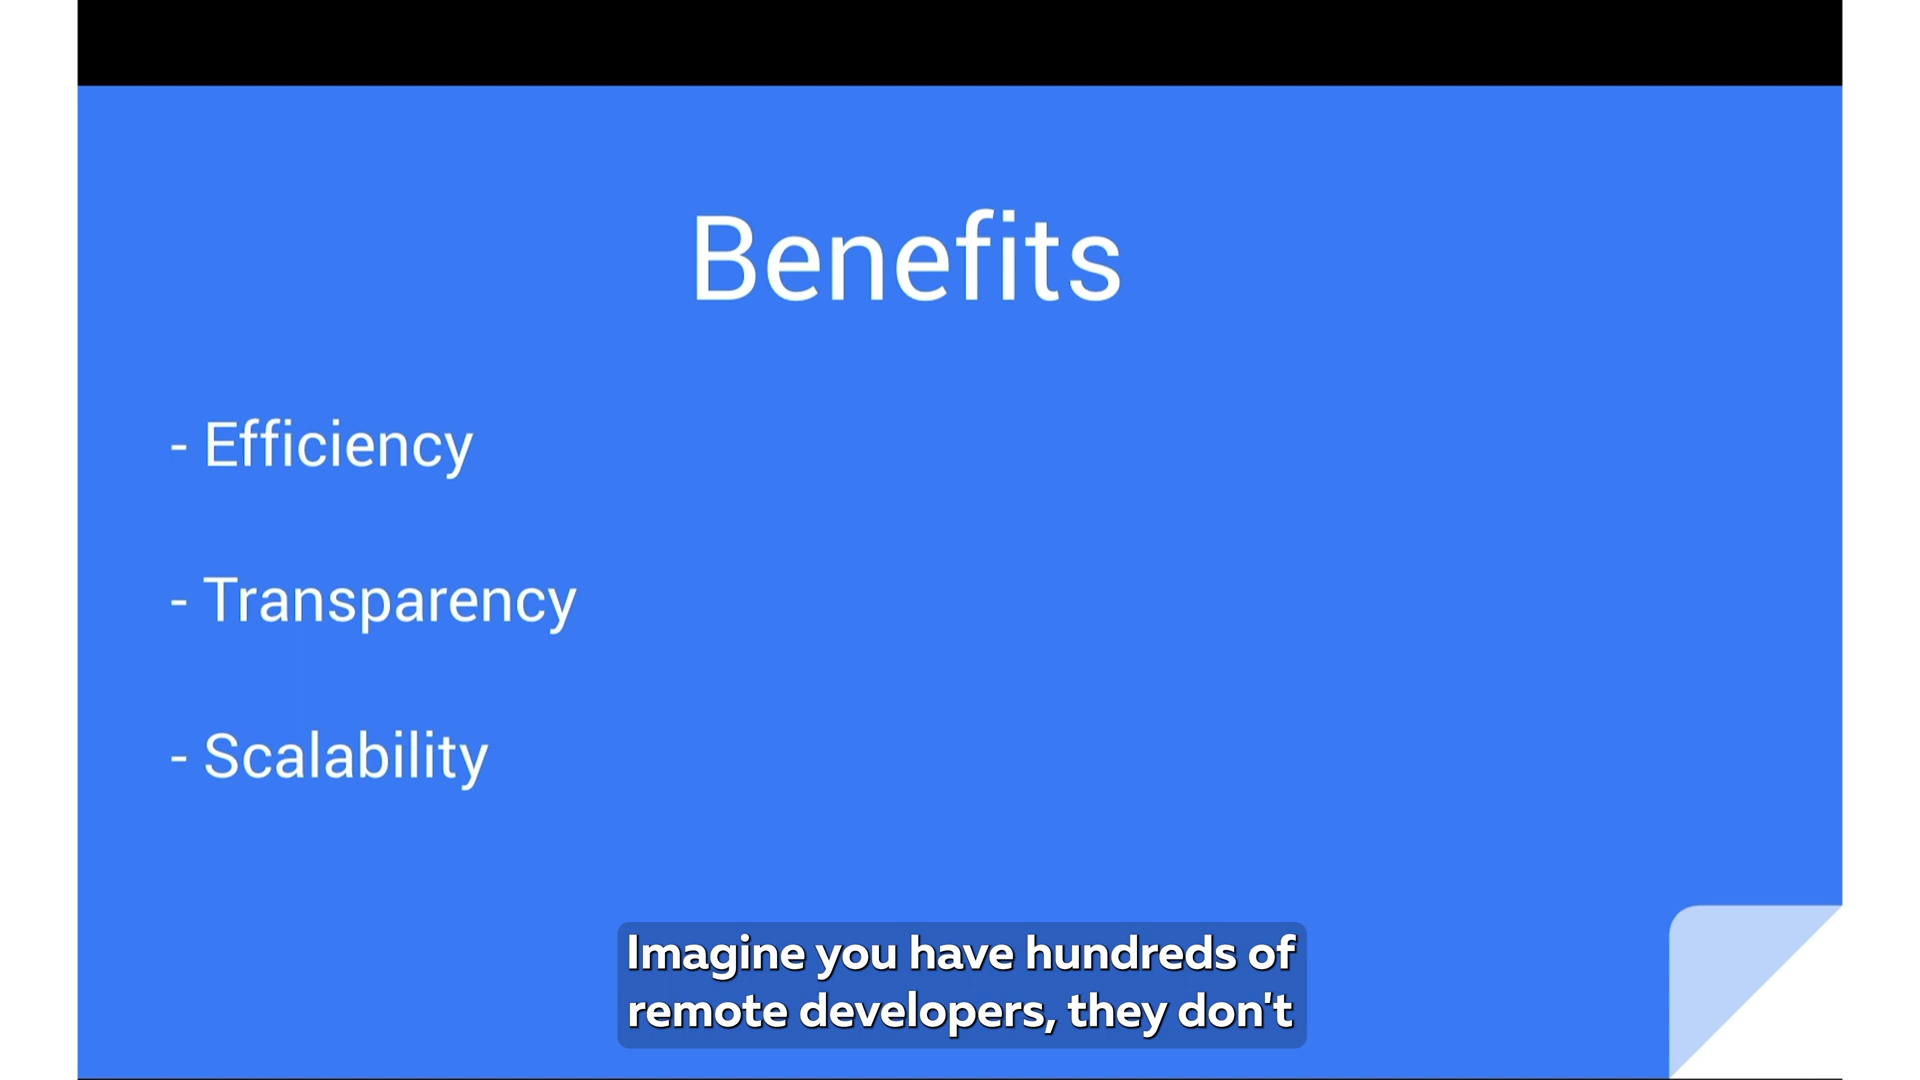 Benefits
- Efficiency
- Transparency
- Scalability
Imagine you have hundreds of
remote developers, they don't